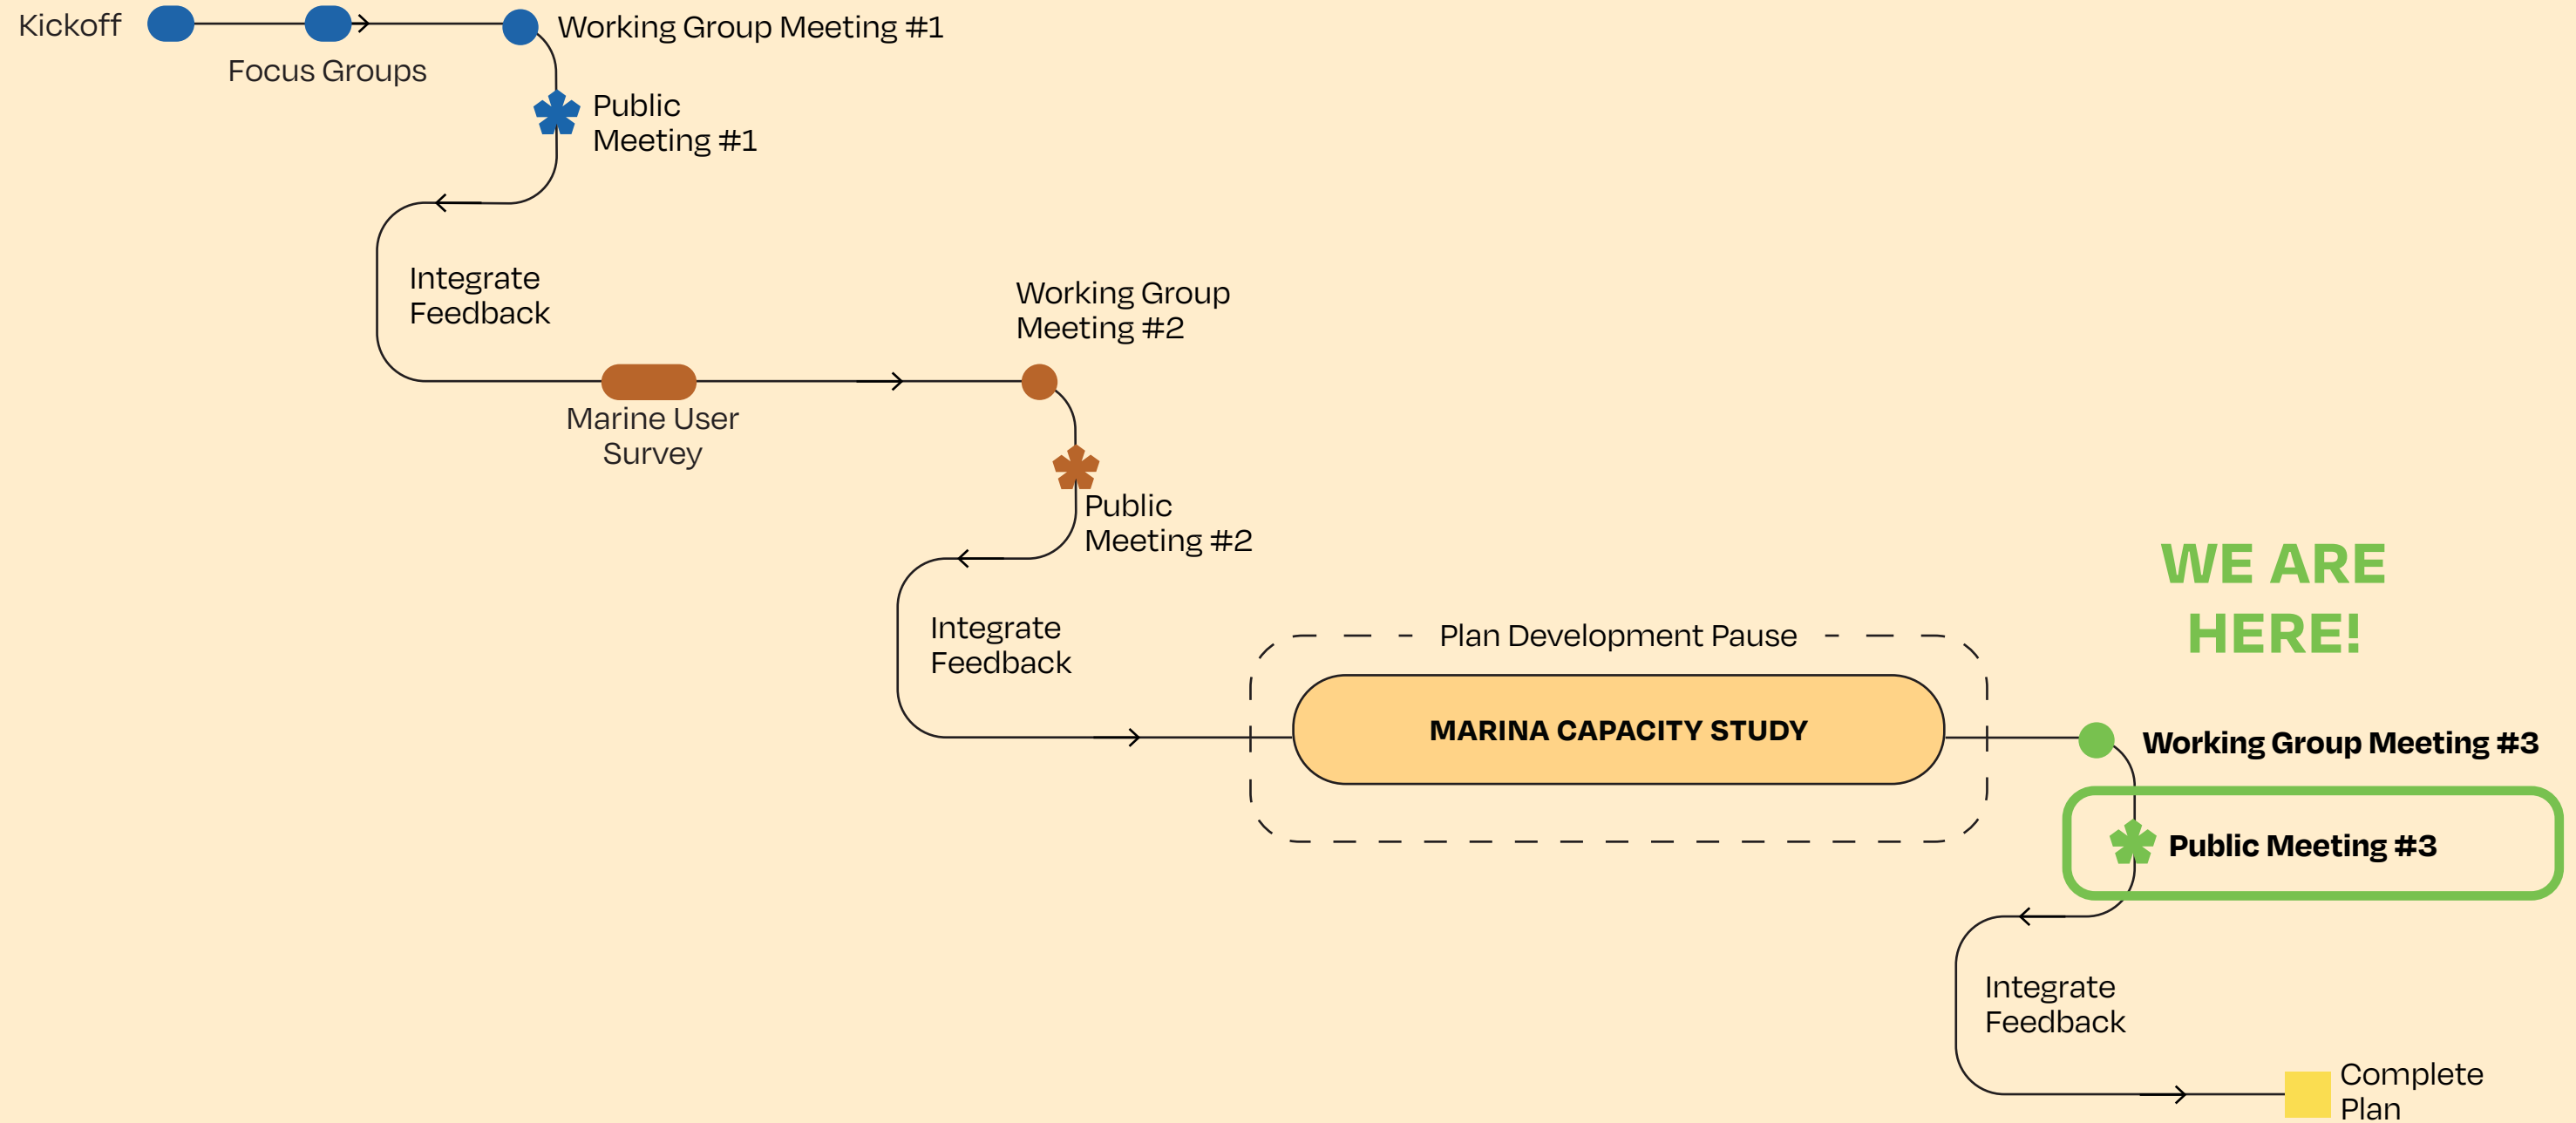 Kickoff
Focus Groups
Working Group Meeting #1
Public
Meeting #1
Integrate
Feedback
Marine User
Survey
Working Group
Meeting #2
Public
Meeting #2
Integrate
Feedback
Plan Development Pause
MARINA CAPACITY STUDY
WE ARE
HERE!
Working Group Meeting #3
Public Meeting #3
Integrate
Feedback
Complete
Plan